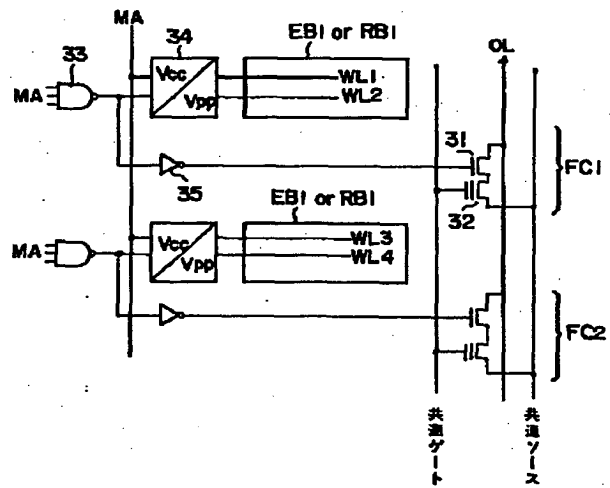 MA
33
34
EB1 or RB1
OL
MA
Vcc
Vpp
WL1
WL2
31
FC1
35
32
EB1 or RB1
MA
Vcc
Vpp
WL3
WL4
FC2
共通ゲート
共通ソース